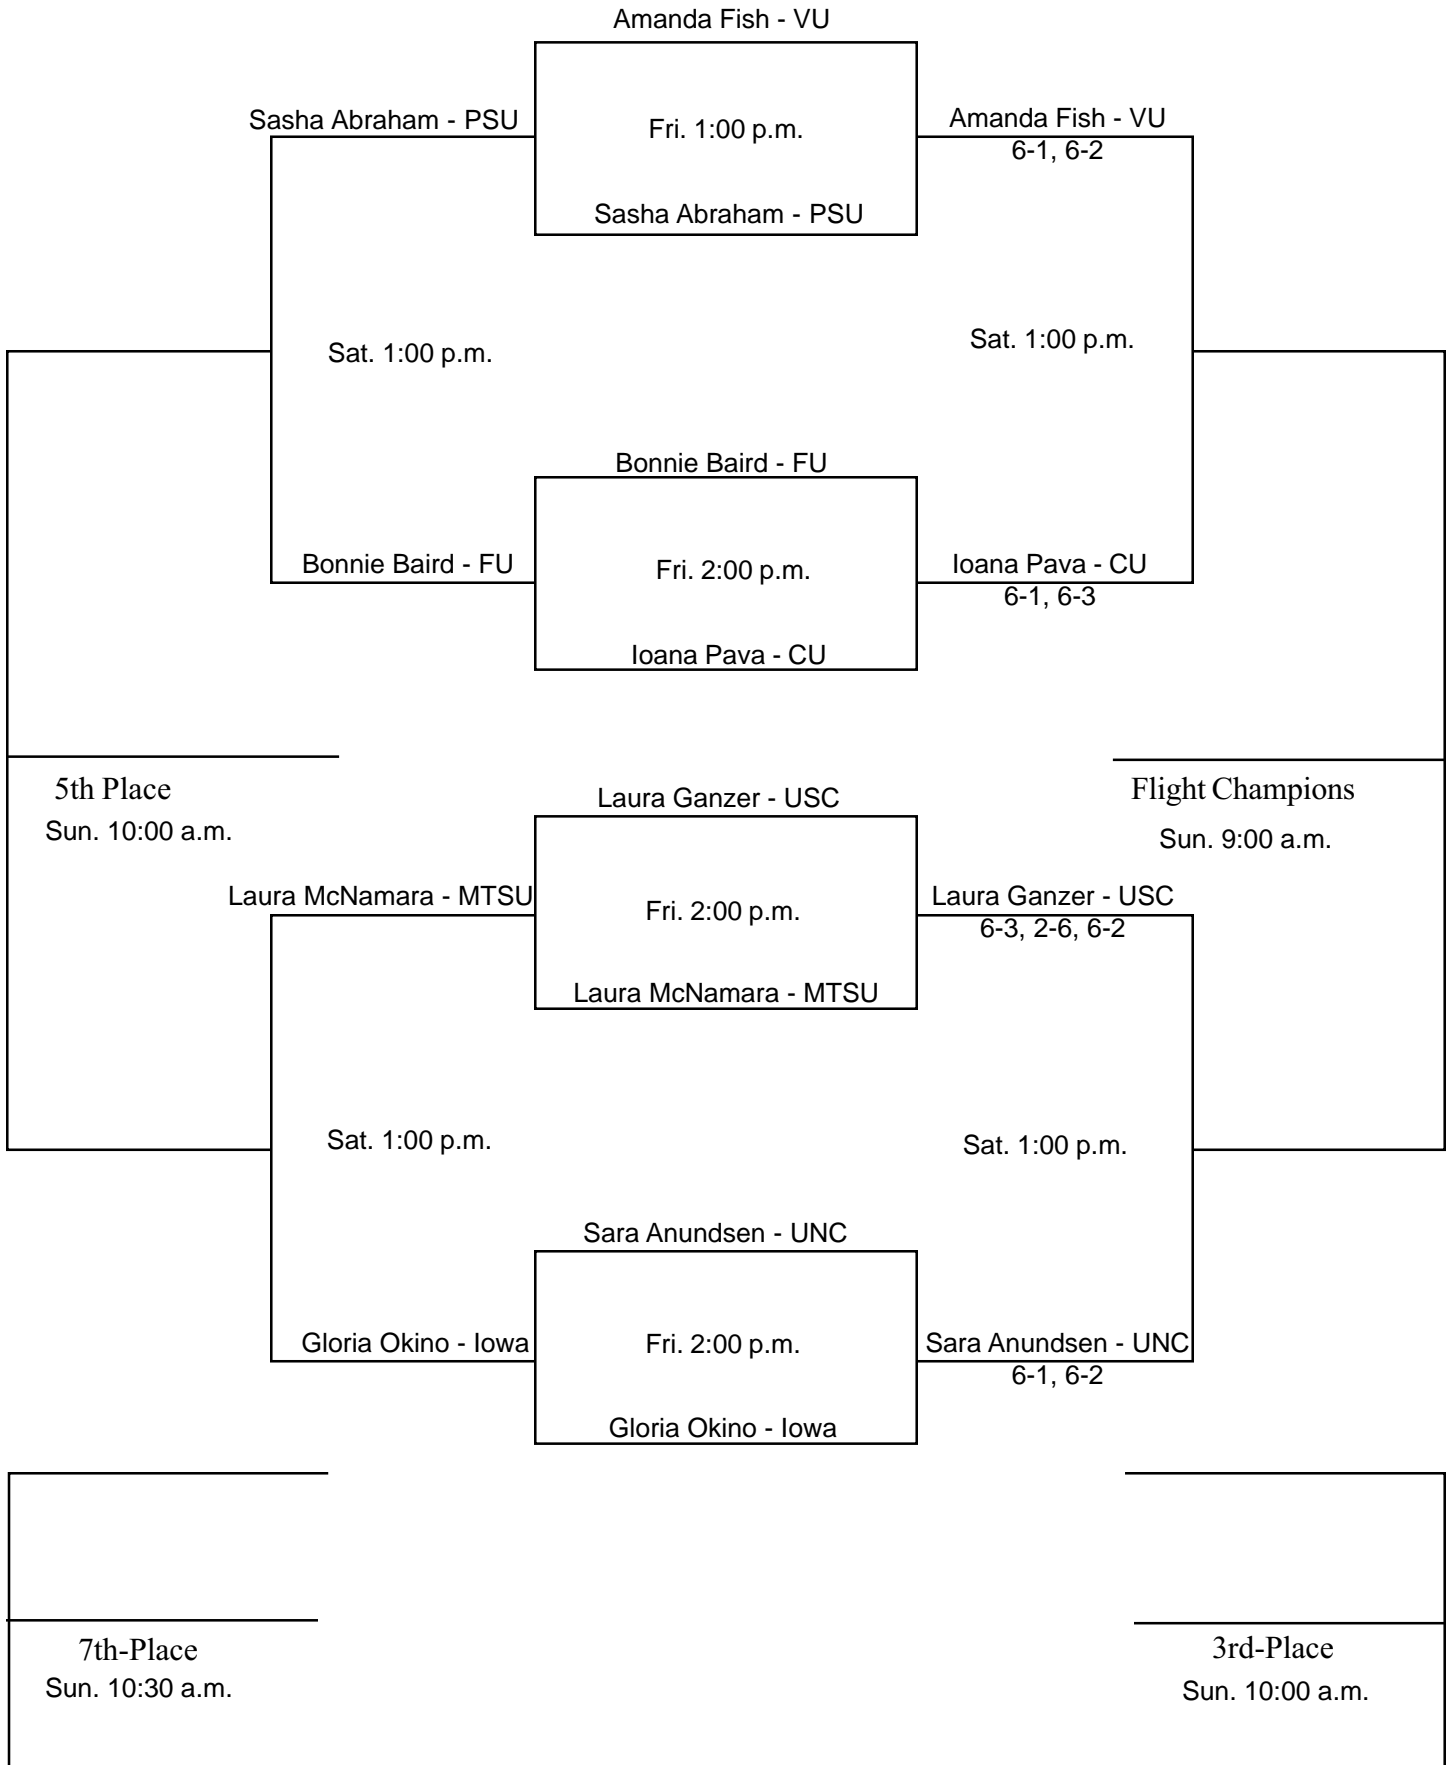 Amanda Fish - VU
Sasha Abraham - PSU
Fri. 1:00 p.m.
Amanda Fish - VU
6-1, 6-2
Sasha Abraham - PSU
Sat. 1:00 p.m.
Sat. 1:00 p.m.
Bonnie Baird - FU
Bonnie Baird - FU
Fri. 2:00 p.m.
Ioana Pava - CU
6-1, 6-3
Ioana Pava - CU
5th Place
Sun. 10:00 a.m.
Laura Ganzer - USC
Flight Champions
Sun. 9:00 a.m.
Laura McNamara - MTSU
Fri. 2:00 p.m.
Laura Ganzer - USC
6-3, 2-6, 6-2
Laura McNamara - MTSU
Sat. 1:00 p.m.
Sat. 1:00 p.m.
Sara Anundsen - UNC
Gloria Okino - Iowa
Fri. 2:00 p.m.
Sara Anundsen - UNC
6-1, 6-2
Gloria Okino - Iowa
7th-Place
Sun. 10:30 a.m.
3rd-Place
Sun. 10:00 a.m.